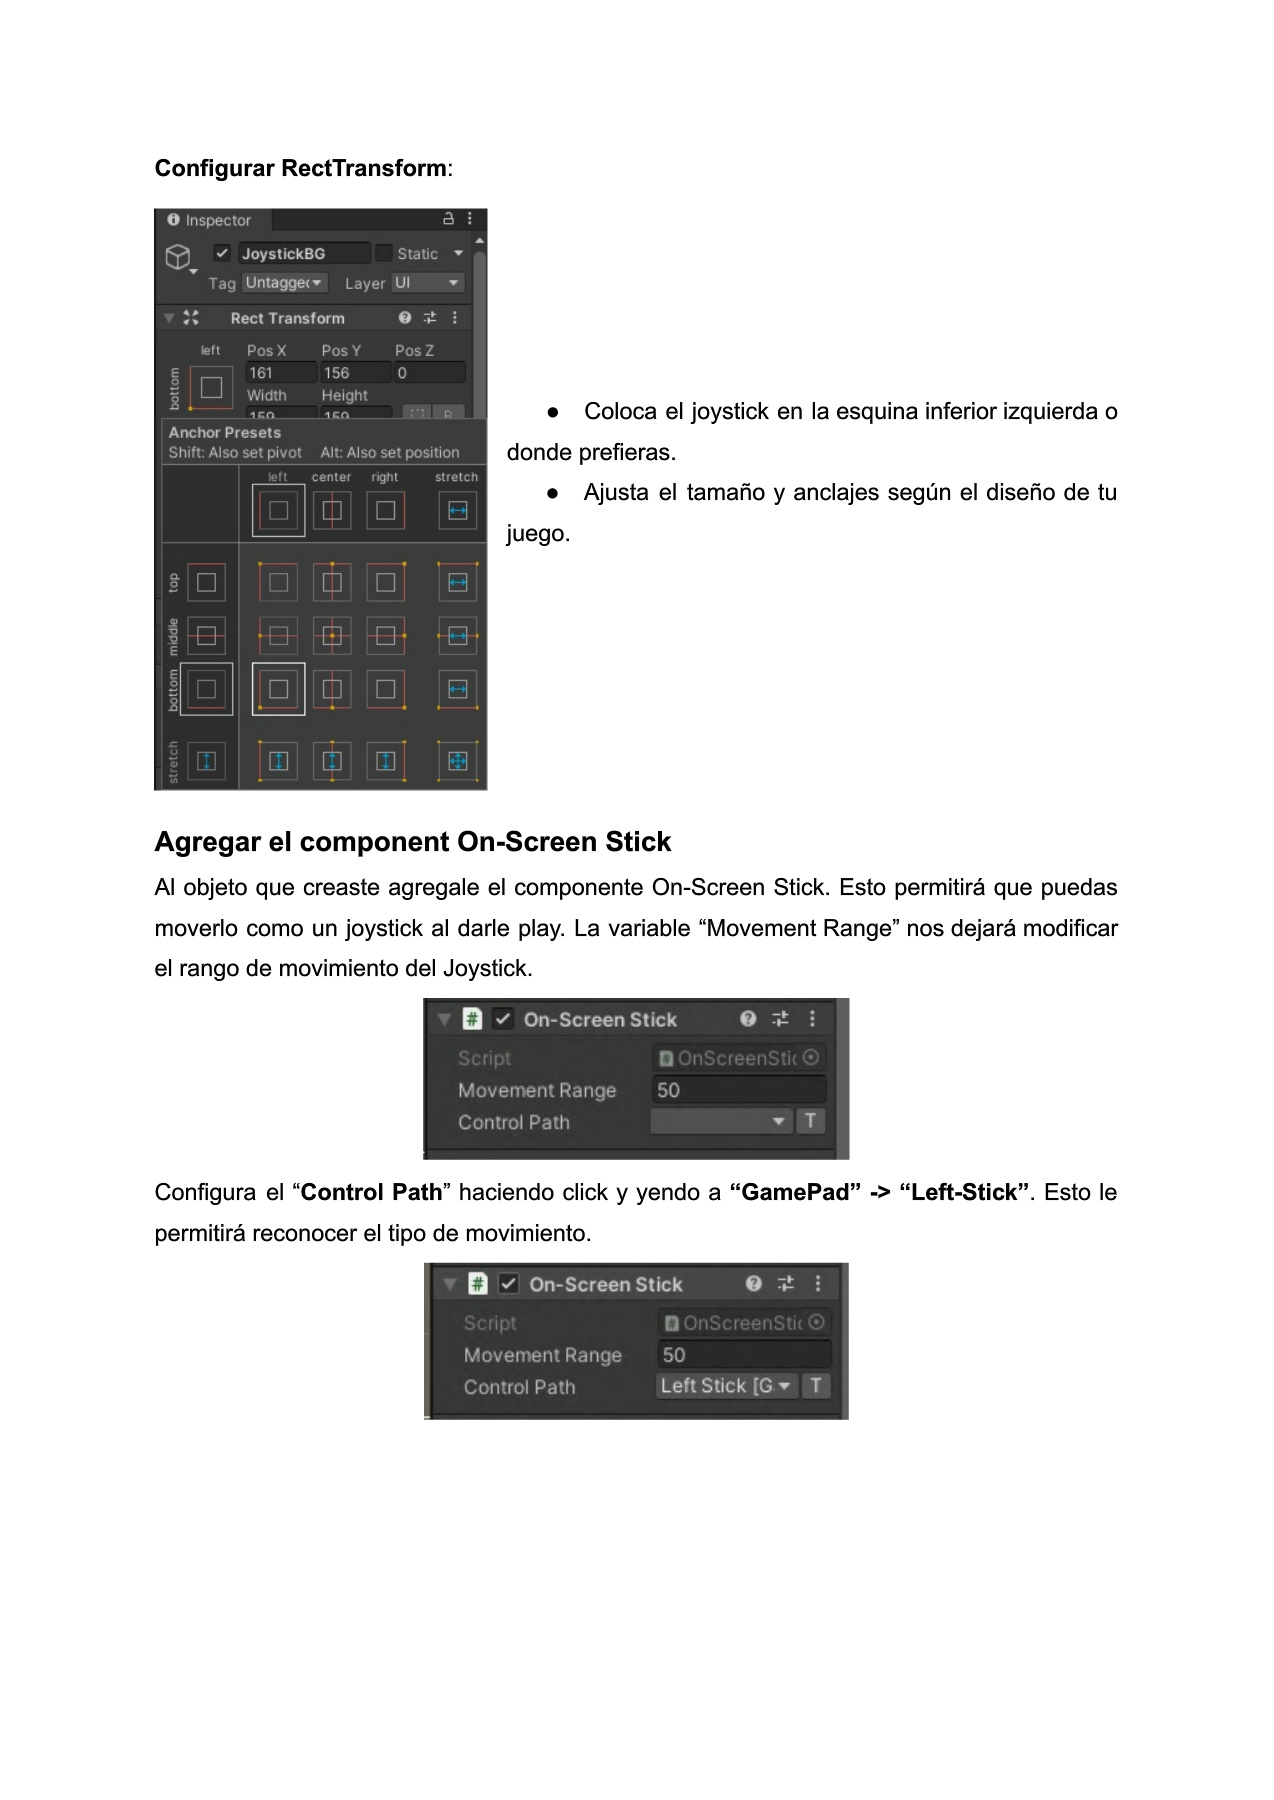 Configurar RectTransform:
Inspector
JoystickBG
Static
Tag
Layer
UI
Rect Transform
left
Pos X
Pos Y
Pos Z
bottom
161
156
0
Width
Height
159
159
R
Anchor Presets
Shift: Also set pivot
Alt: Also set position
left
center
right
stretch
top
middle
bottom
stretch
● Coloca el joystick en la esquina inferior izquierda o
donde prefieras.
● Ajusta el tamaño y anclajes según el diseño de tu
juego.
Agregar el component On-Screen Stick
Al objeto que creaste agregale el componente On-Screen Stick. Esto permitirá que puedas
moverlo como un joystick al darle play. La variable “Movement Range” nos dejará modificar
el rango de movimiento del Joystick.
# On-Screen Stick
Script
OnScreenStic
Movement Range
50
Control Path
T
Configura el “Control Path” haciendo click y yendo a “GamePad” -> “Left-Stick”. Esto le
permitirá reconocer el tipo de movimiento.
# On-Screen Stick
Script
OnScreenStic
Movement Range
50
Control Path
Left Stick [G
T